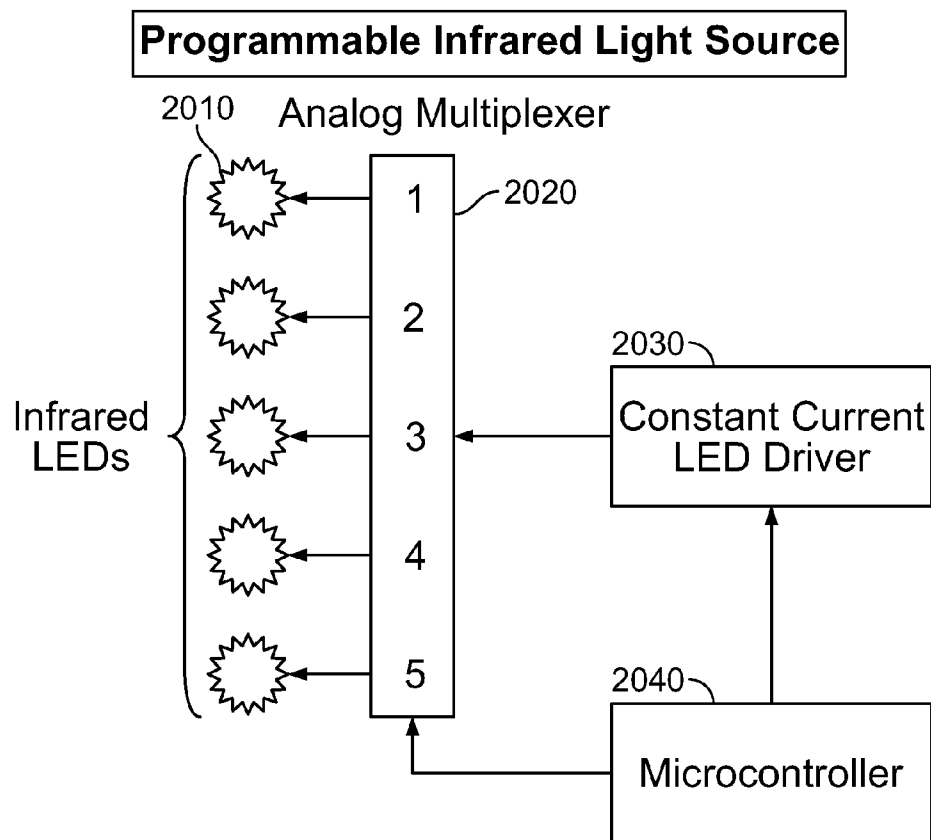 Programmable Infrared Light Source
2010
Analog Multiplexer
1
2020
2
2030
Infrared
LEDs
3
Constant Current
LED Driver
4
5
2040
Microcontroller